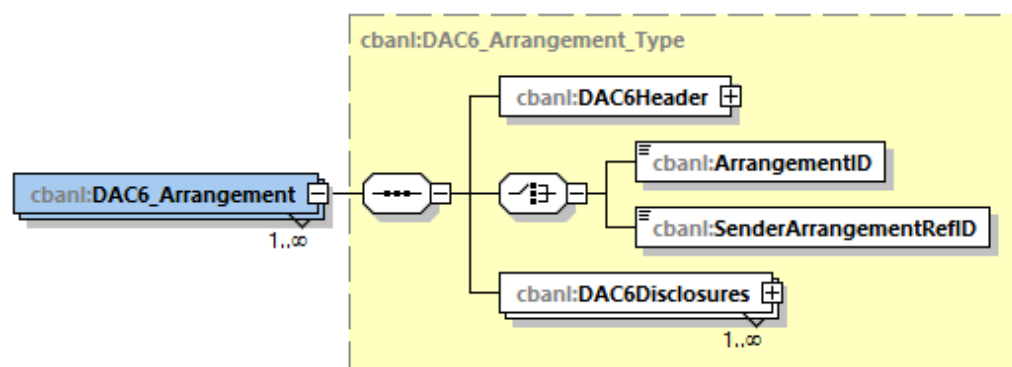 cbanl:DAC6_Arrangement_Type
cbanl:DAC6Header
cbanl:ArrangementID
cbanl:DAC6_Arrangement
1..∞
cbanl:SenderArrangementRefID
cbanl:DAC6Disclosures
1..∞